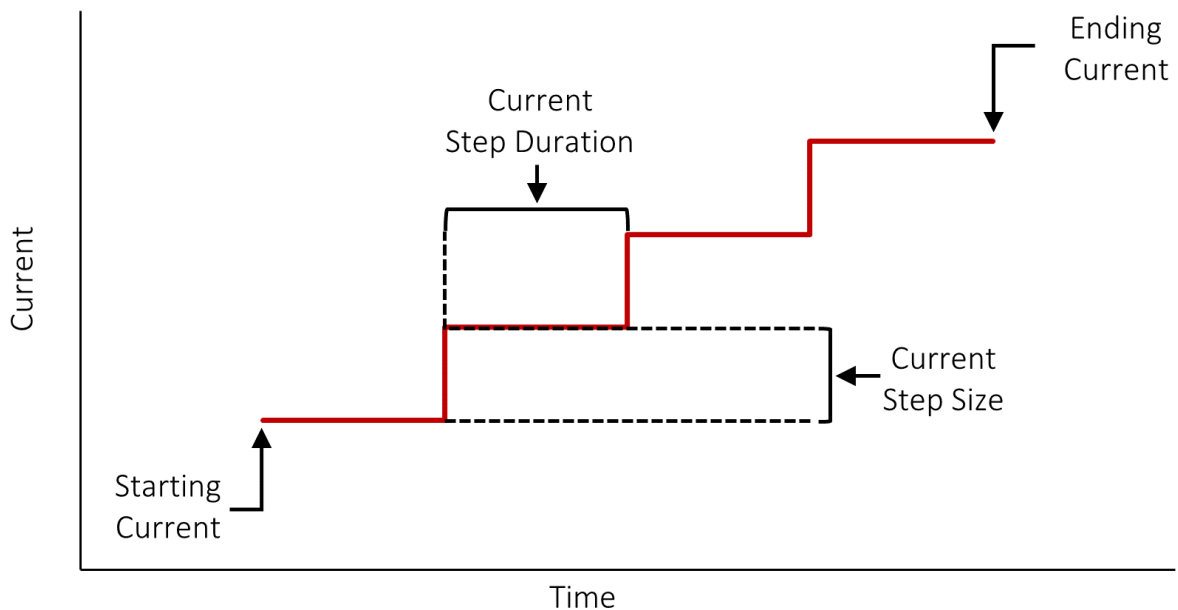 Ending
Current
Current
Step Duration
Current
Current
Step Size
Starting
Current
Time